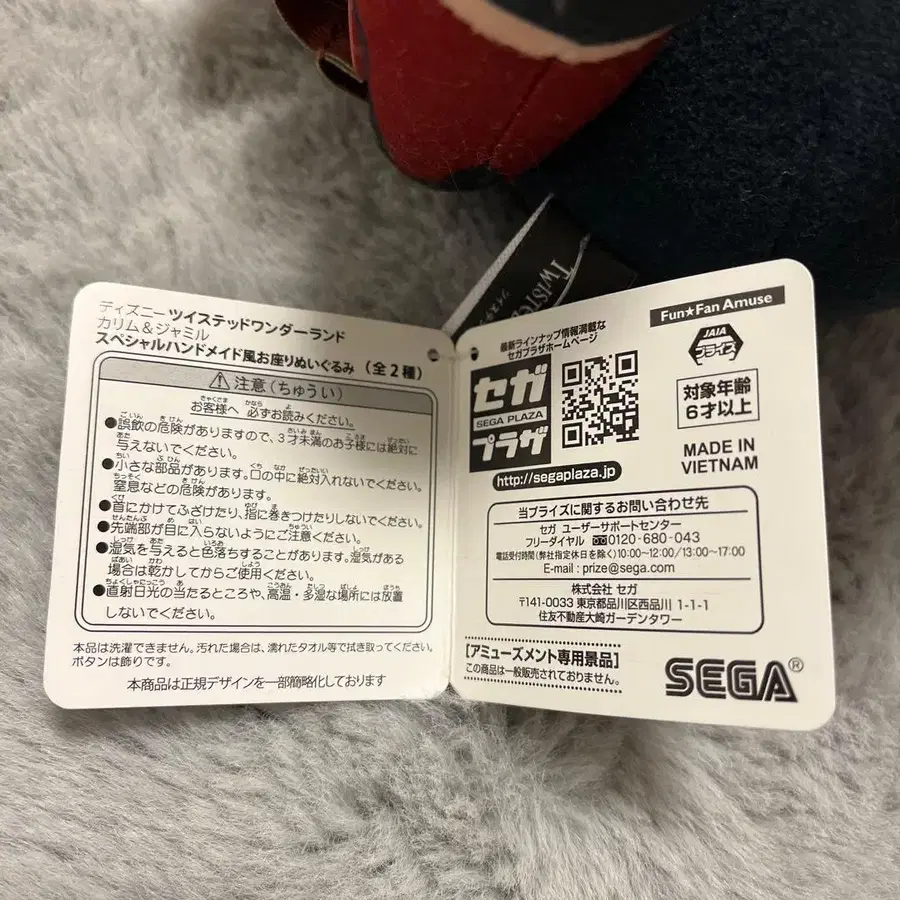 ディズニー ツイステッドワンダーランド
カリム＆ジャミル
スペシャルハンドメイド風お座りぬいぐるみ （全２種）
⚠注意（ちゅうい）
お客様へ 必ずお読みください。
●誤飲の危険がありますので、３才未満のお子様には絶対に
与えないでください。
●小さな部品があります。口の中に絶対入れないでください。
窒息などの危険があります。
●首にかけてふざけたり、指に巻きつけたりしないでください。
●先端部が目に入らないようにご注意ください。
●湿気を与えると色落ちすることがあります。湿気がある
場合は乾かしてからご使用ください。
●直射日光の当たるところや、高温・多湿な場所には放置
しないでください。
本品は洗濯できません。汚れた場合は、濡れたタオル等で拭き取ってください。
ボタンは飾りです。
本商品は正規デザインを一部簡略化しております
最新ラインナップ情報満載な
セガプラザホームページ
セガ
SEGA PLAZA
プラザ
http://segaplaza.jp
Fun★Fan Amuse
JAIA
プライズ
対象年齢
６才以上
MADE IN
VIETNAM
当プライズに関するお問い合わせ先
セガ ユーザーサポートセンター
フリーダイヤル 0120-680-043
電話受付時間（弊社指定休日を除く）10:00～12:00／13:00～17:00
E-mail : prize@sega.com
株式会社 セガ
〒141-0033 東京都品川区西品川 1-1-1
住友不動産大崎ガーデンタワー
［アミューズメント専用景品］
この商品は一般販売されておりません。
SEGA®